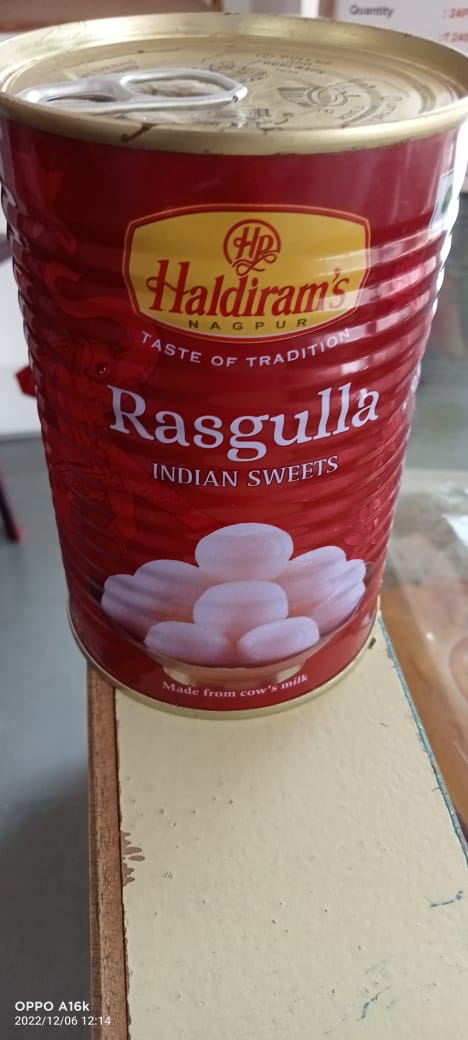 Quantity
HR
Haldiram's
NAGPUR
TASTE OF TRADITION
Rasgulla
INDIAN SWEETS
Made from cow's milk
OPPO A16k
2022/12/06 12:14